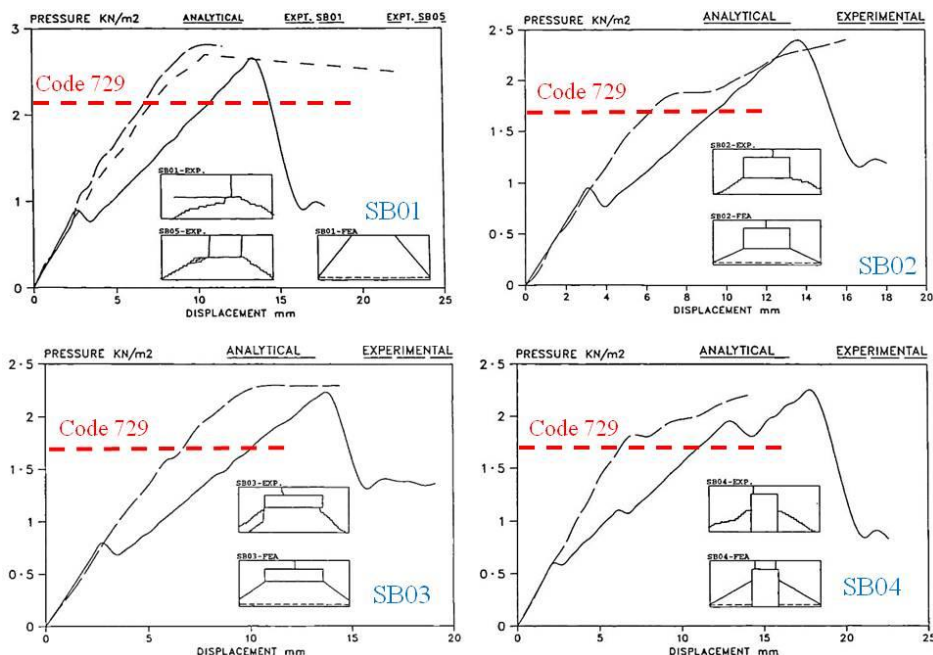 PRESSURE KN/m2 ANALYTICAL EXPT. SB01 EXPT. SB05
3
Code 729
2
SB01-EXP.
1
SB01
SB05-EXP. SB01-FEA
0
0 5 10 15 20 25
DISPLACEMENT mm
PRESSURE KN/m2 ANALYTICAL EXPERIMENTAL
2·5
2
Code 729
1·5
SB02-EXP.
1
SB02-FEA
0·5
SB02
0
0 2 4 6 8 10 12 14 16 18 20
DISPLACEMENT mm
PRESSURE KN/m2 ANALYTICAL EXPERIMENTAL
2·5
2
Code 729
1·5
SB03-EXP.
1
SB03-FEA
0·5
SB03
0
0 5 10 15 20
DISPLACEMENT mm
PRESSURE KN/m2 ANALYTICAL EXPERIMENTAL
2·5
2
Code 729
1·5
SB04-EXP.
1
SB04-FEA
0·5
SB04
0
0 5 10 15 20 25
DISPLACEMENT mm